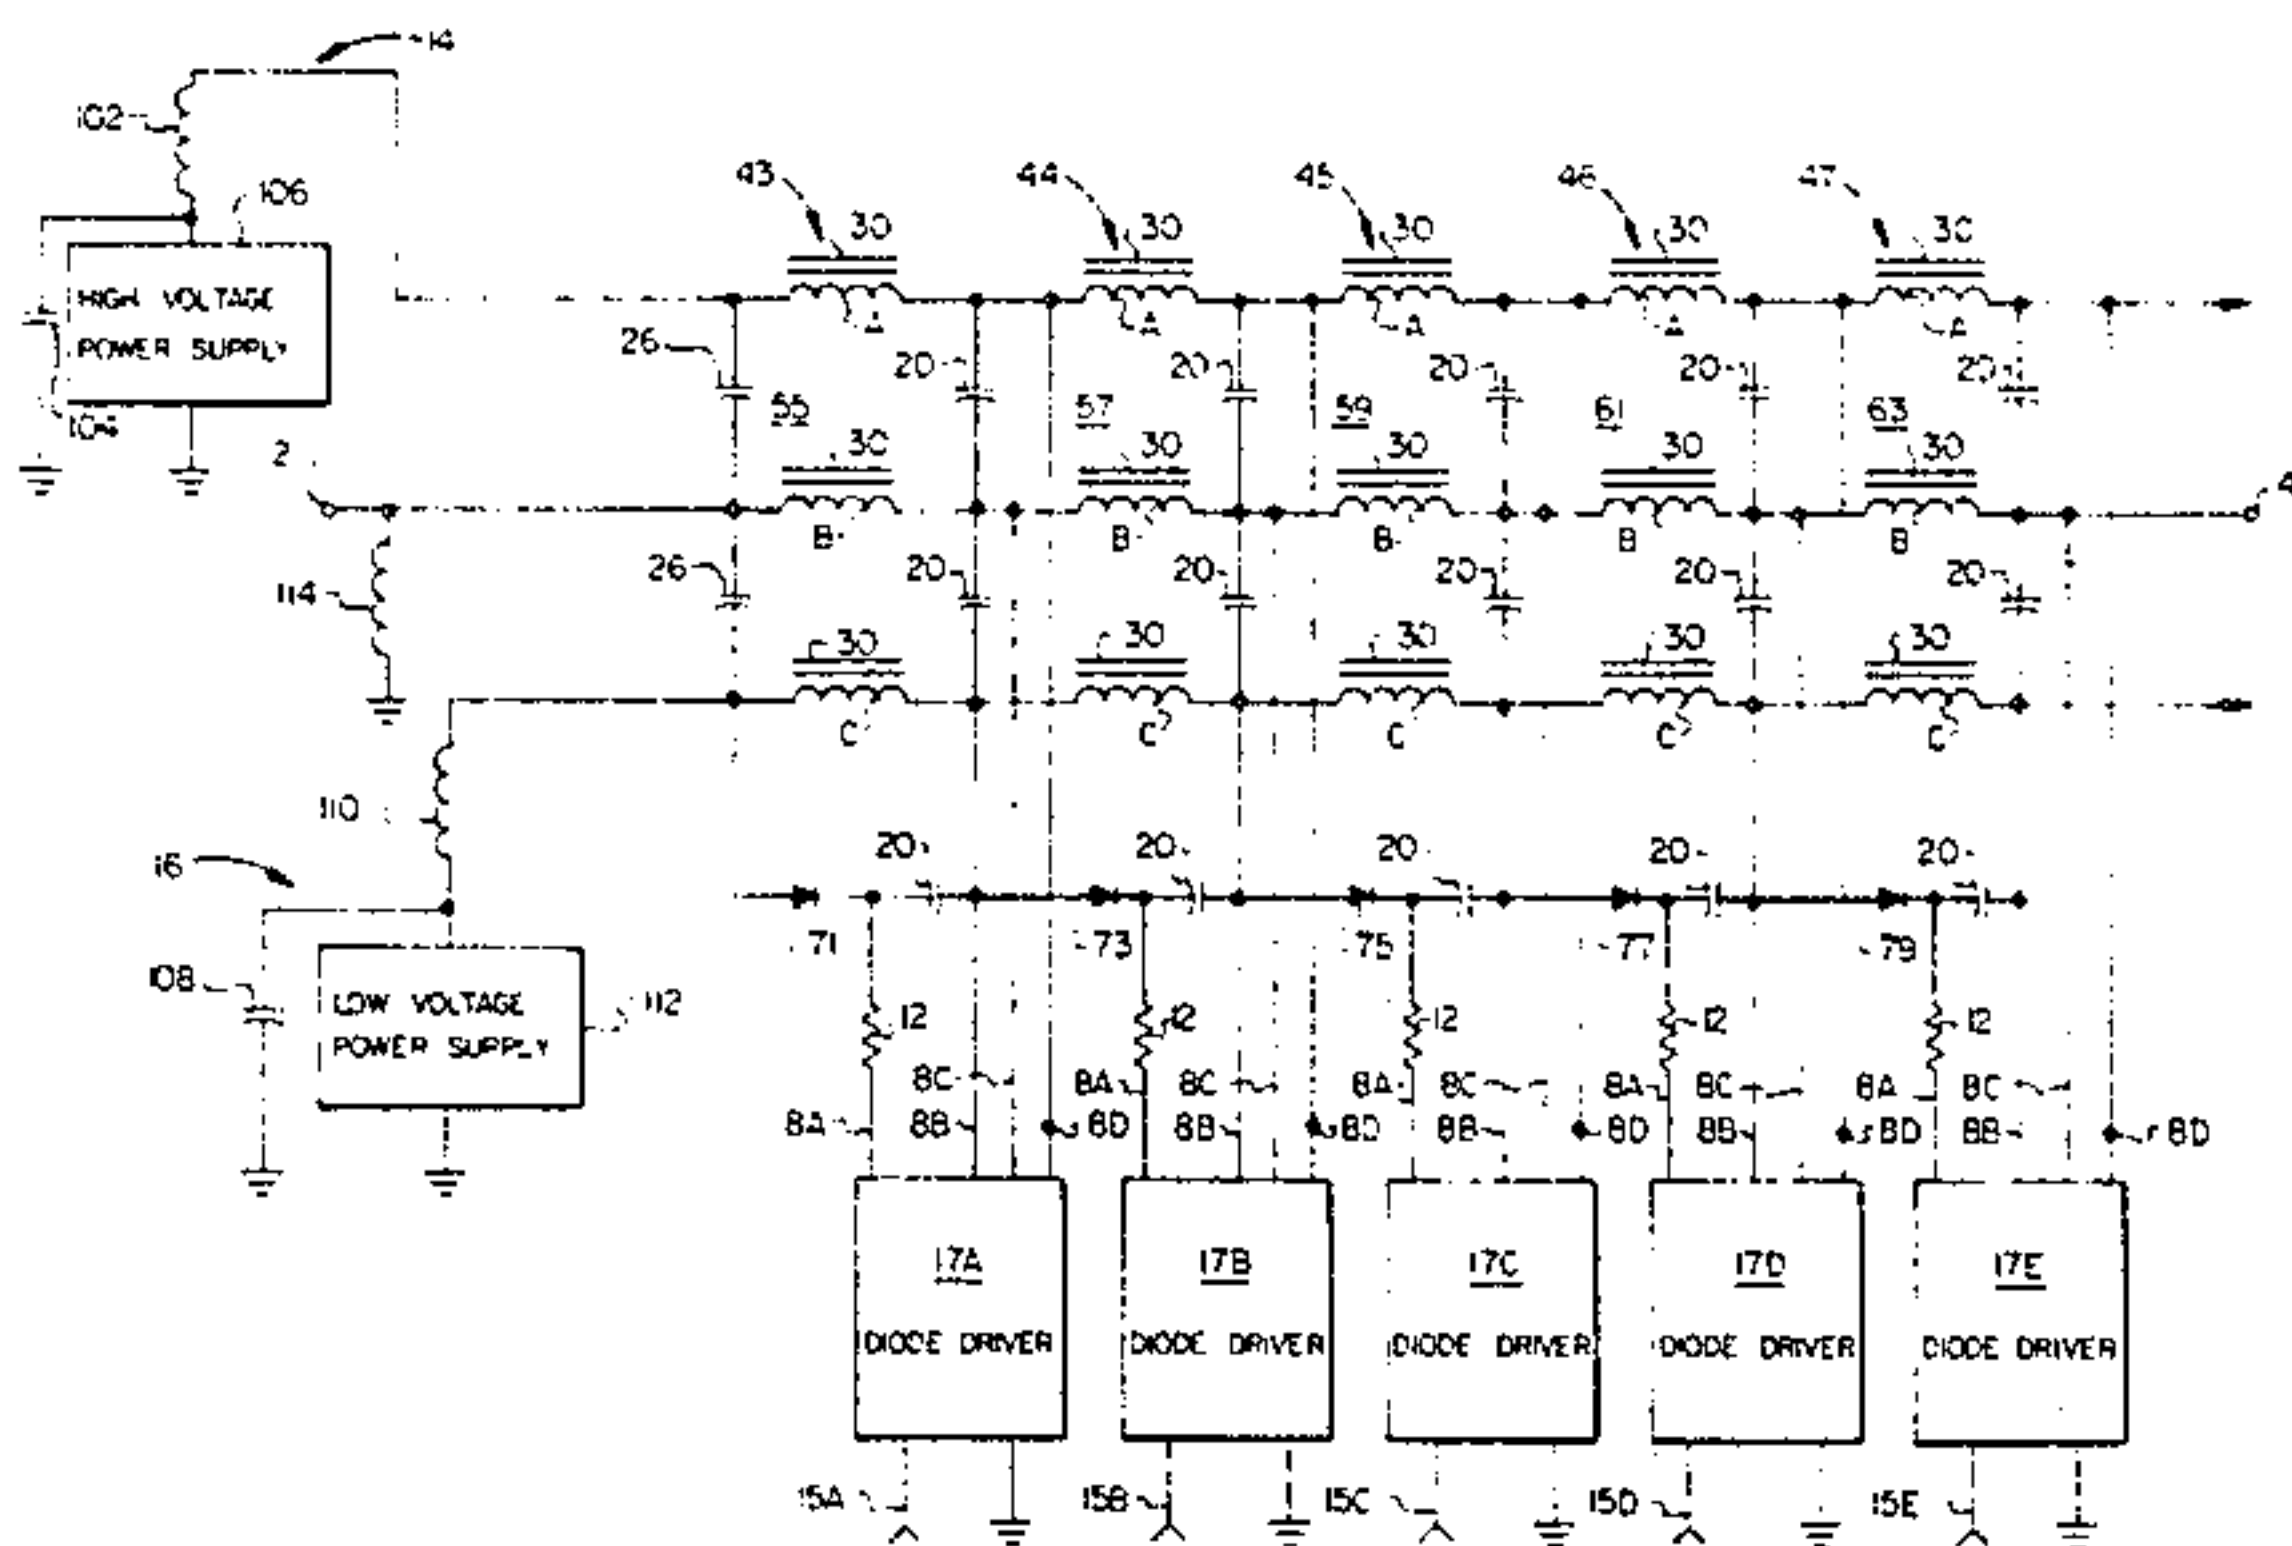 14
102
106
HIGH VOLTAGE
POWER SUPPLY
104
43 44 45 46 47
30 30 30 30 30
A A A A A
26 20 20 20 20 20
55 57 59 61 63
2 30 30 30 30 30 4
B B B B B
114 26 20 20 20 20 20
30 30 30 30 30
C C C C C
110
16 20 20 20 20 20
71 73 75 77 79
108
LOW VOLTAGE
POWER SUPPLY
112
12 12 12 12 12
8C 8A 8C 8A 8C 8A 8C 8A 8C
8A 8B 8D 8B 8D 8B 8D 8B 8D 8B 8D
17A 17B 17C 17D 17E
DIODE DRIVER DIODE DRIVER DIODE DRIVER DIODE DRIVER DIODE DRIVER
15A 15B 15C 15D 15E